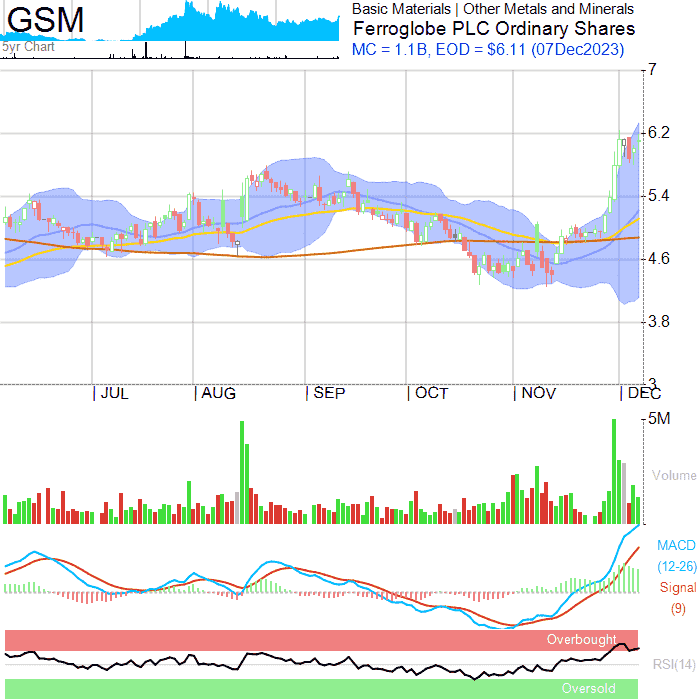 GSM
Basic Materials | Other Metals and Minerals
Ferroglobe PLC Ordinary Shares
5yr Chart
MC = 1.1B, EOD = $6.11 (07Dec2023)
7
6.2
5.4
4.6
3.8
3
JUL AUG SEP OCT NOV DEC
5M
Volume
MACD
(12-26)
Signal
(9)
Overbought
RSI(14)
Oversold